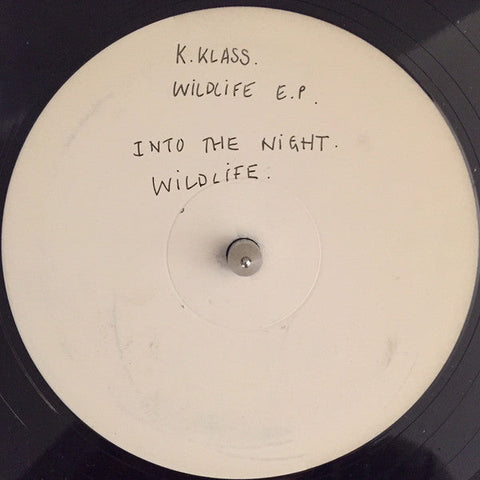 K.KLASS.
WILDLIFE E.P.
INTO THE NIGHT.
WILDLIFE.